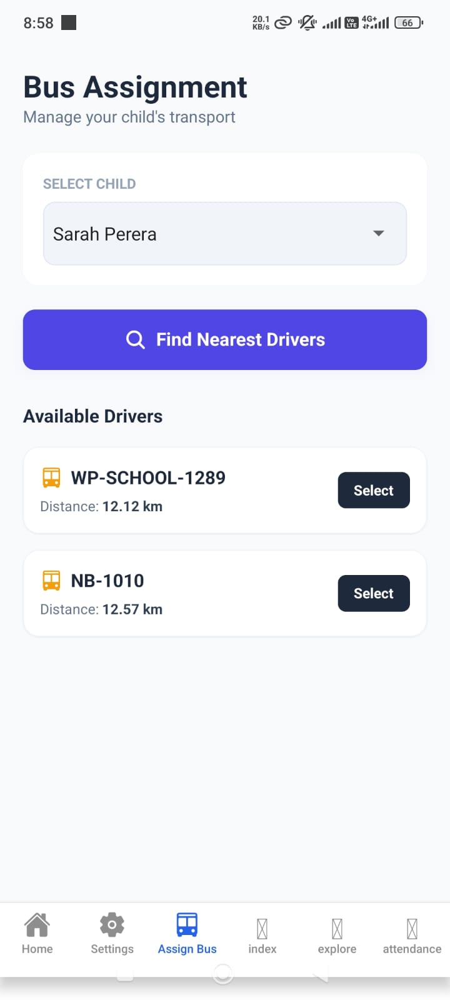 8:58
20.1
KB/s
Vo
LTE
4G+
66
Bus Assignment
Manage your child's transport
SELECT CHILD
Sarah Perera
Find Nearest Drivers
Available Drivers
WP-SCHOOL-1289
Distance: 12.12 km
Select
NB-1010
Distance: 12.57 km
Select
Home
Settings
Assign Bus
index
explore
attendance